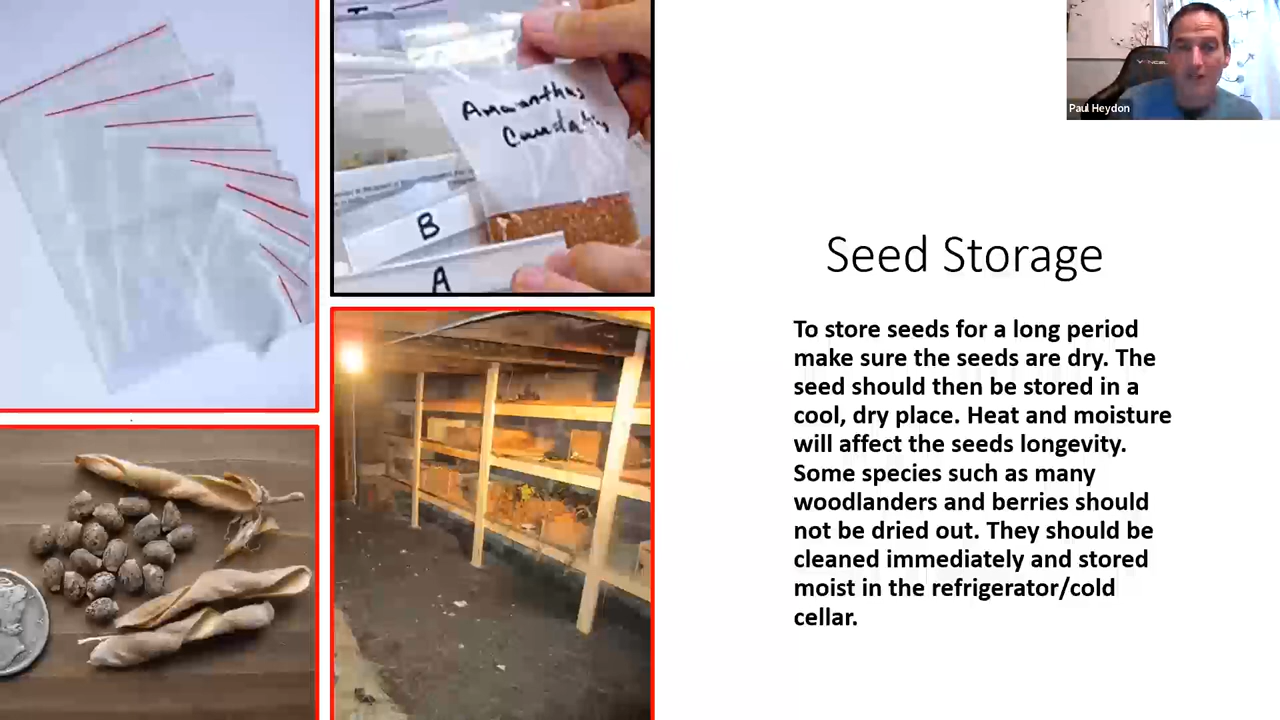 Amaranthus
Caudatus
B
A
Paul Heydon
Seed Storage
To store seeds for a long period
make sure the seeds are dry. The
seed should then be stored in a
cool, dry place. Heat and moisture
will affect the seeds longevity.
Some species such as many
woodlanders and berries should
not be dried out. They should be
cleaned immediately and stored
moist in the refrigerator/cold
cellar.